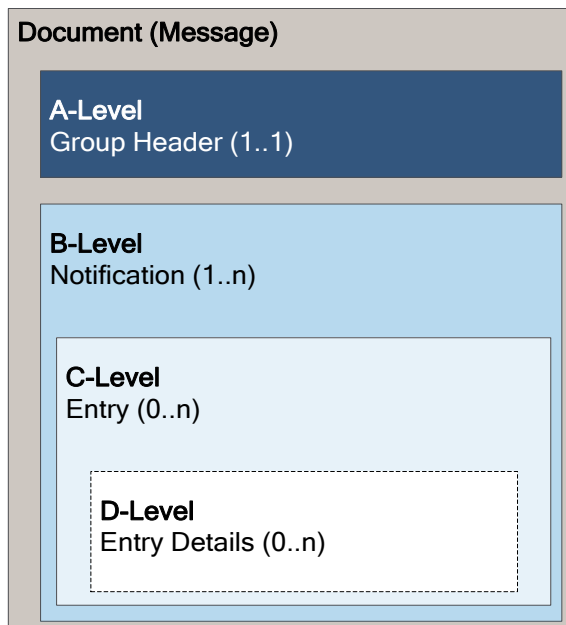 Document (Message)
A-Level
Group Header (1..1)
B-Level
Notification (1..n)
C-Level
Entry (0..n)
D-Level
Entry Details (0..n)